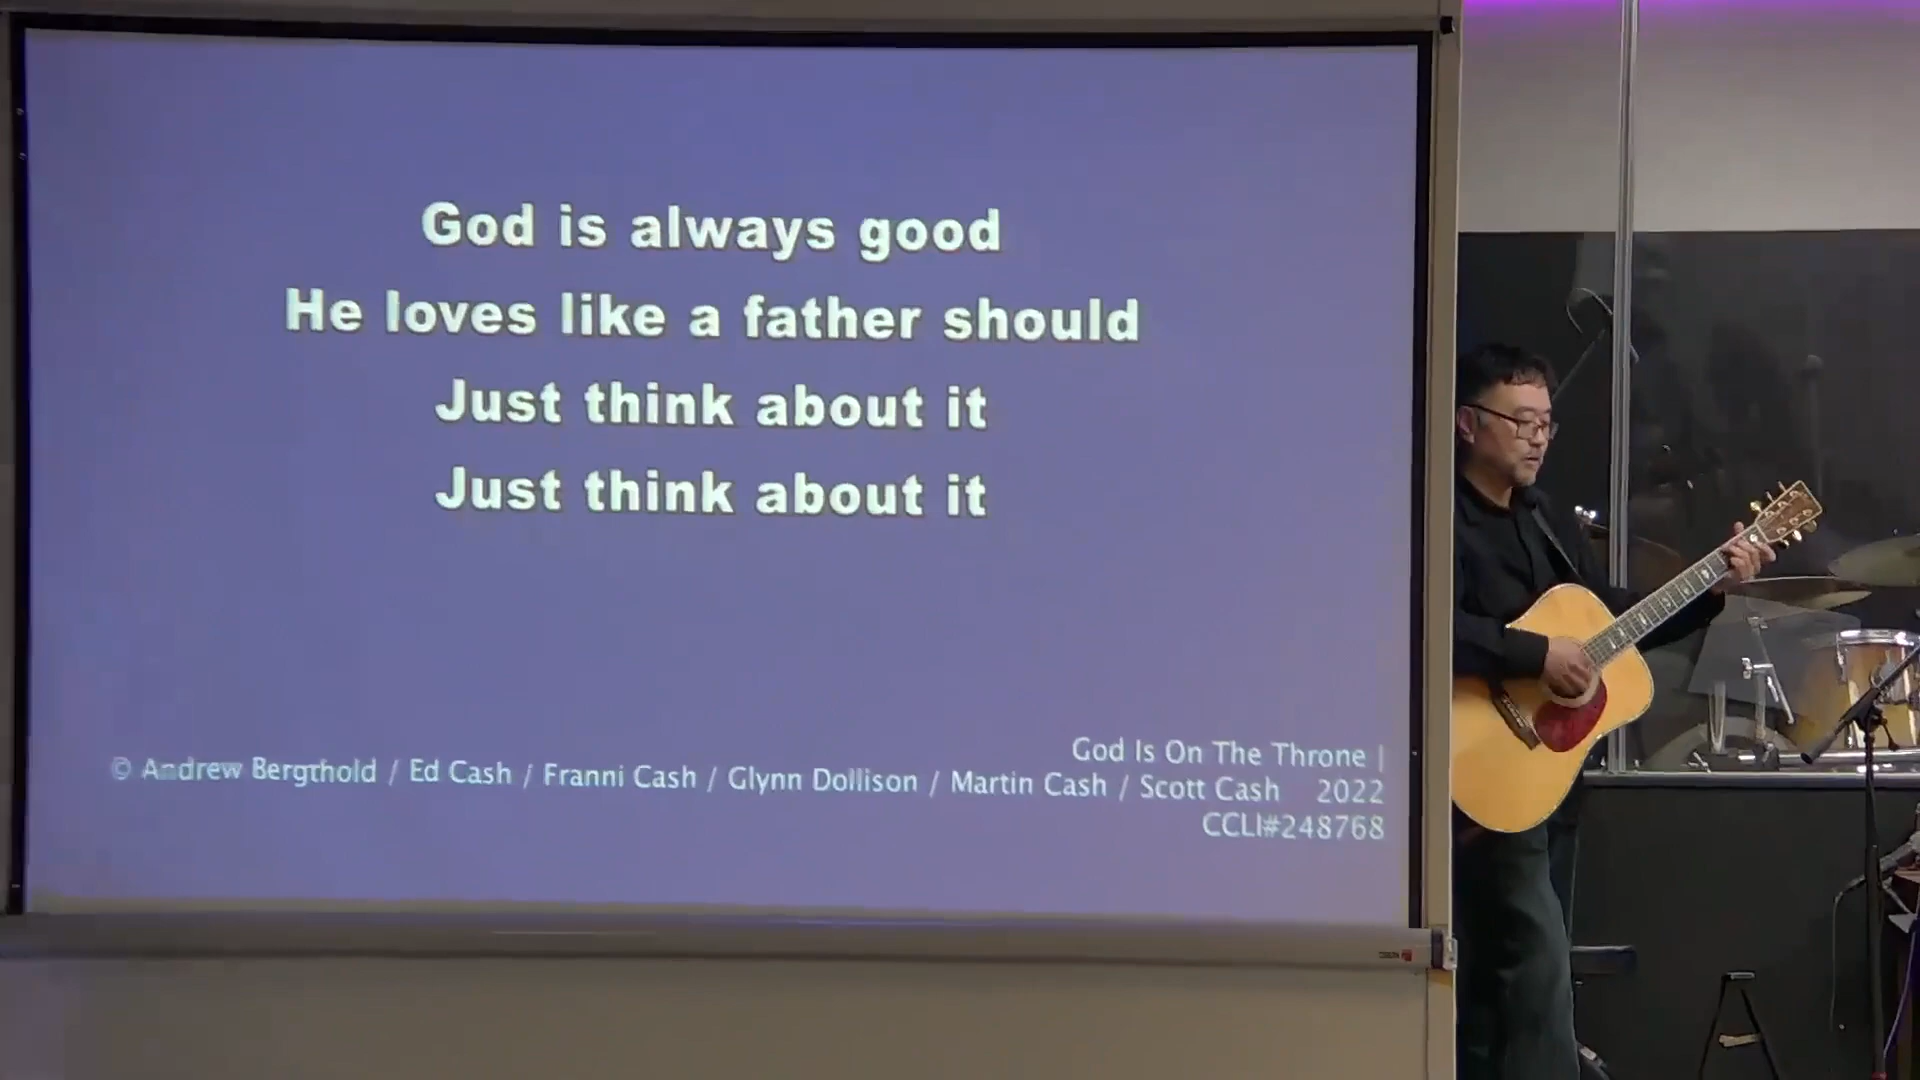 God is always good
He loves like a father should
Just think about it
Just think about it
God Is On The Throne |
© Andrew Bergthold / Ed Cash / Franni Cash / Glynn Dollison / Martin Cash / Scott Cash 2022
CCLI#248768